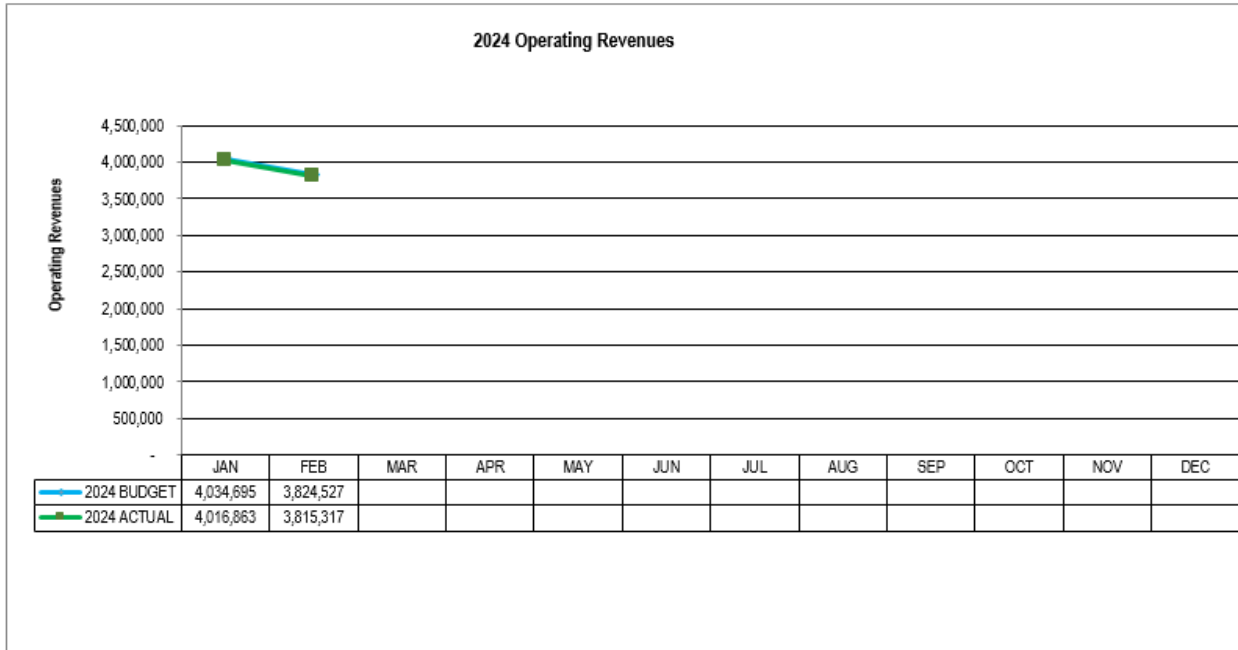 2024 Operating Revenues
Operating Revenues
4,500,000
4,000,000
3,500,000
3,000,000
2,500,000
2,000,000
1,500,000
1,000,000
500,000
-
JAN FEB MAR APR MAY JUN JUL AUG SEP OCT NOV DEC
2024 BUDGET 4,034,695 3,824,527
2024 ACTUAL 4,016,863 3,815,317